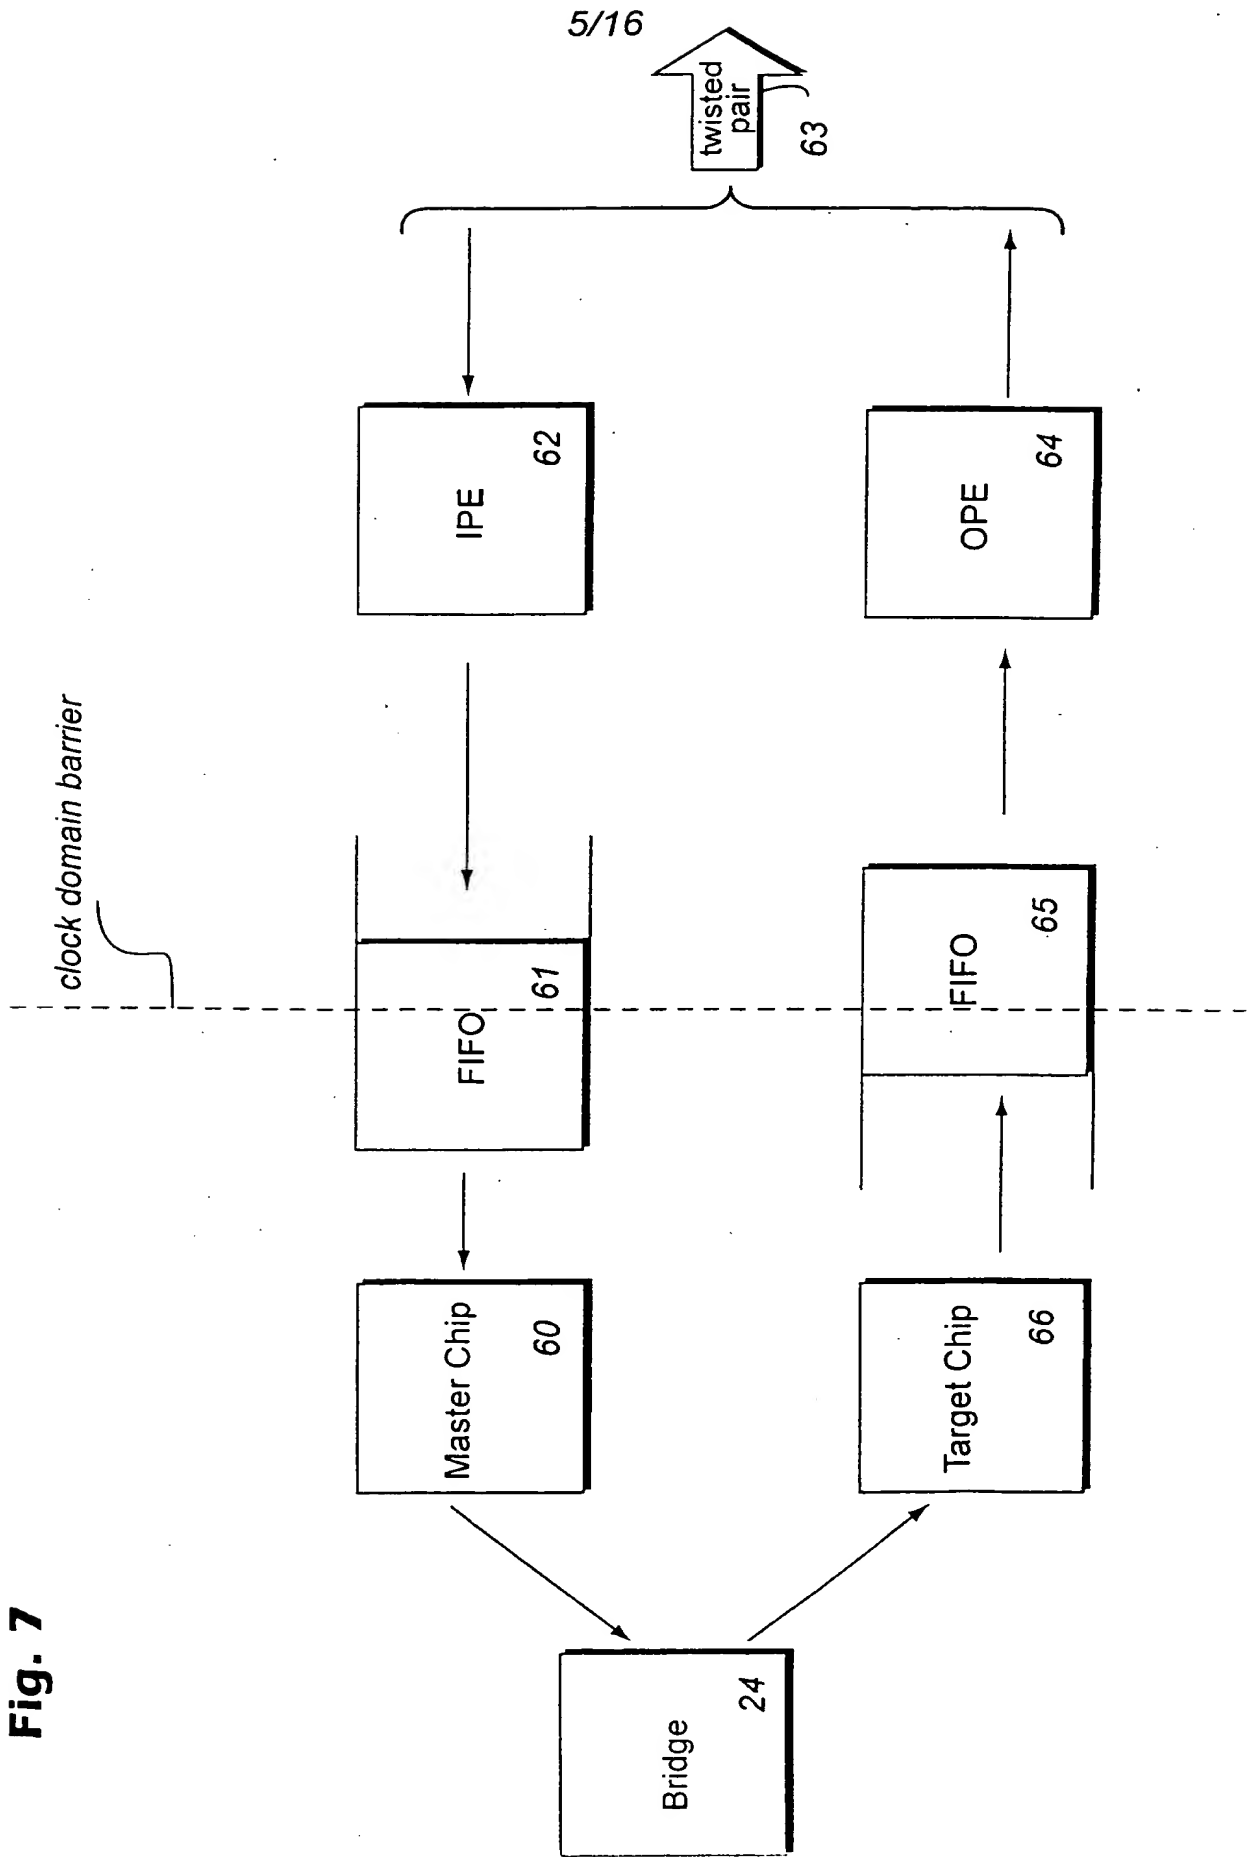 5/16
Fig. 7
clock domain barrier
twisted
pair
63
IPE
62
FIFO
61
Master Chip
60
Bridge
24
Target Chip
66
FIFO
65
OPE
64